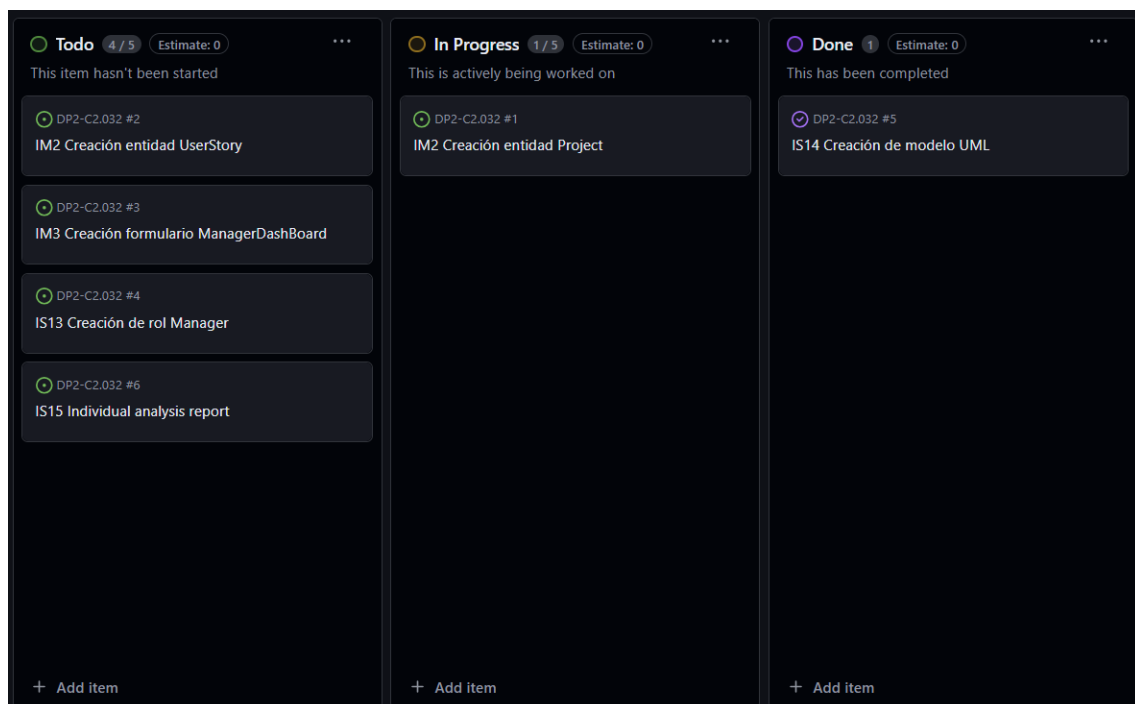 Todo 4 / 5 Estimate: 0 ...
This item hasn't been started
DP2-C2.032 #2
IM2 Creación entidad UserStory
DP2-C2.032 #3
IM3 Creación formulario ManagerDashBoard
DP2-C2.032 #4
IS13 Creación de rol Manager
DP2-C2.032 #6
IS15 Individual analysis report
+ Add item
In Progress 1 / 5 Estimate: 0 ...
This is actively being worked on
DP2-C2.032 #1
IM2 Creación entidad Project
+ Add item
Done 1 Estimate: 0 ...
This has been completed
DP2-C2.032 #5
IS14 Creación de modelo UML
+ Add item